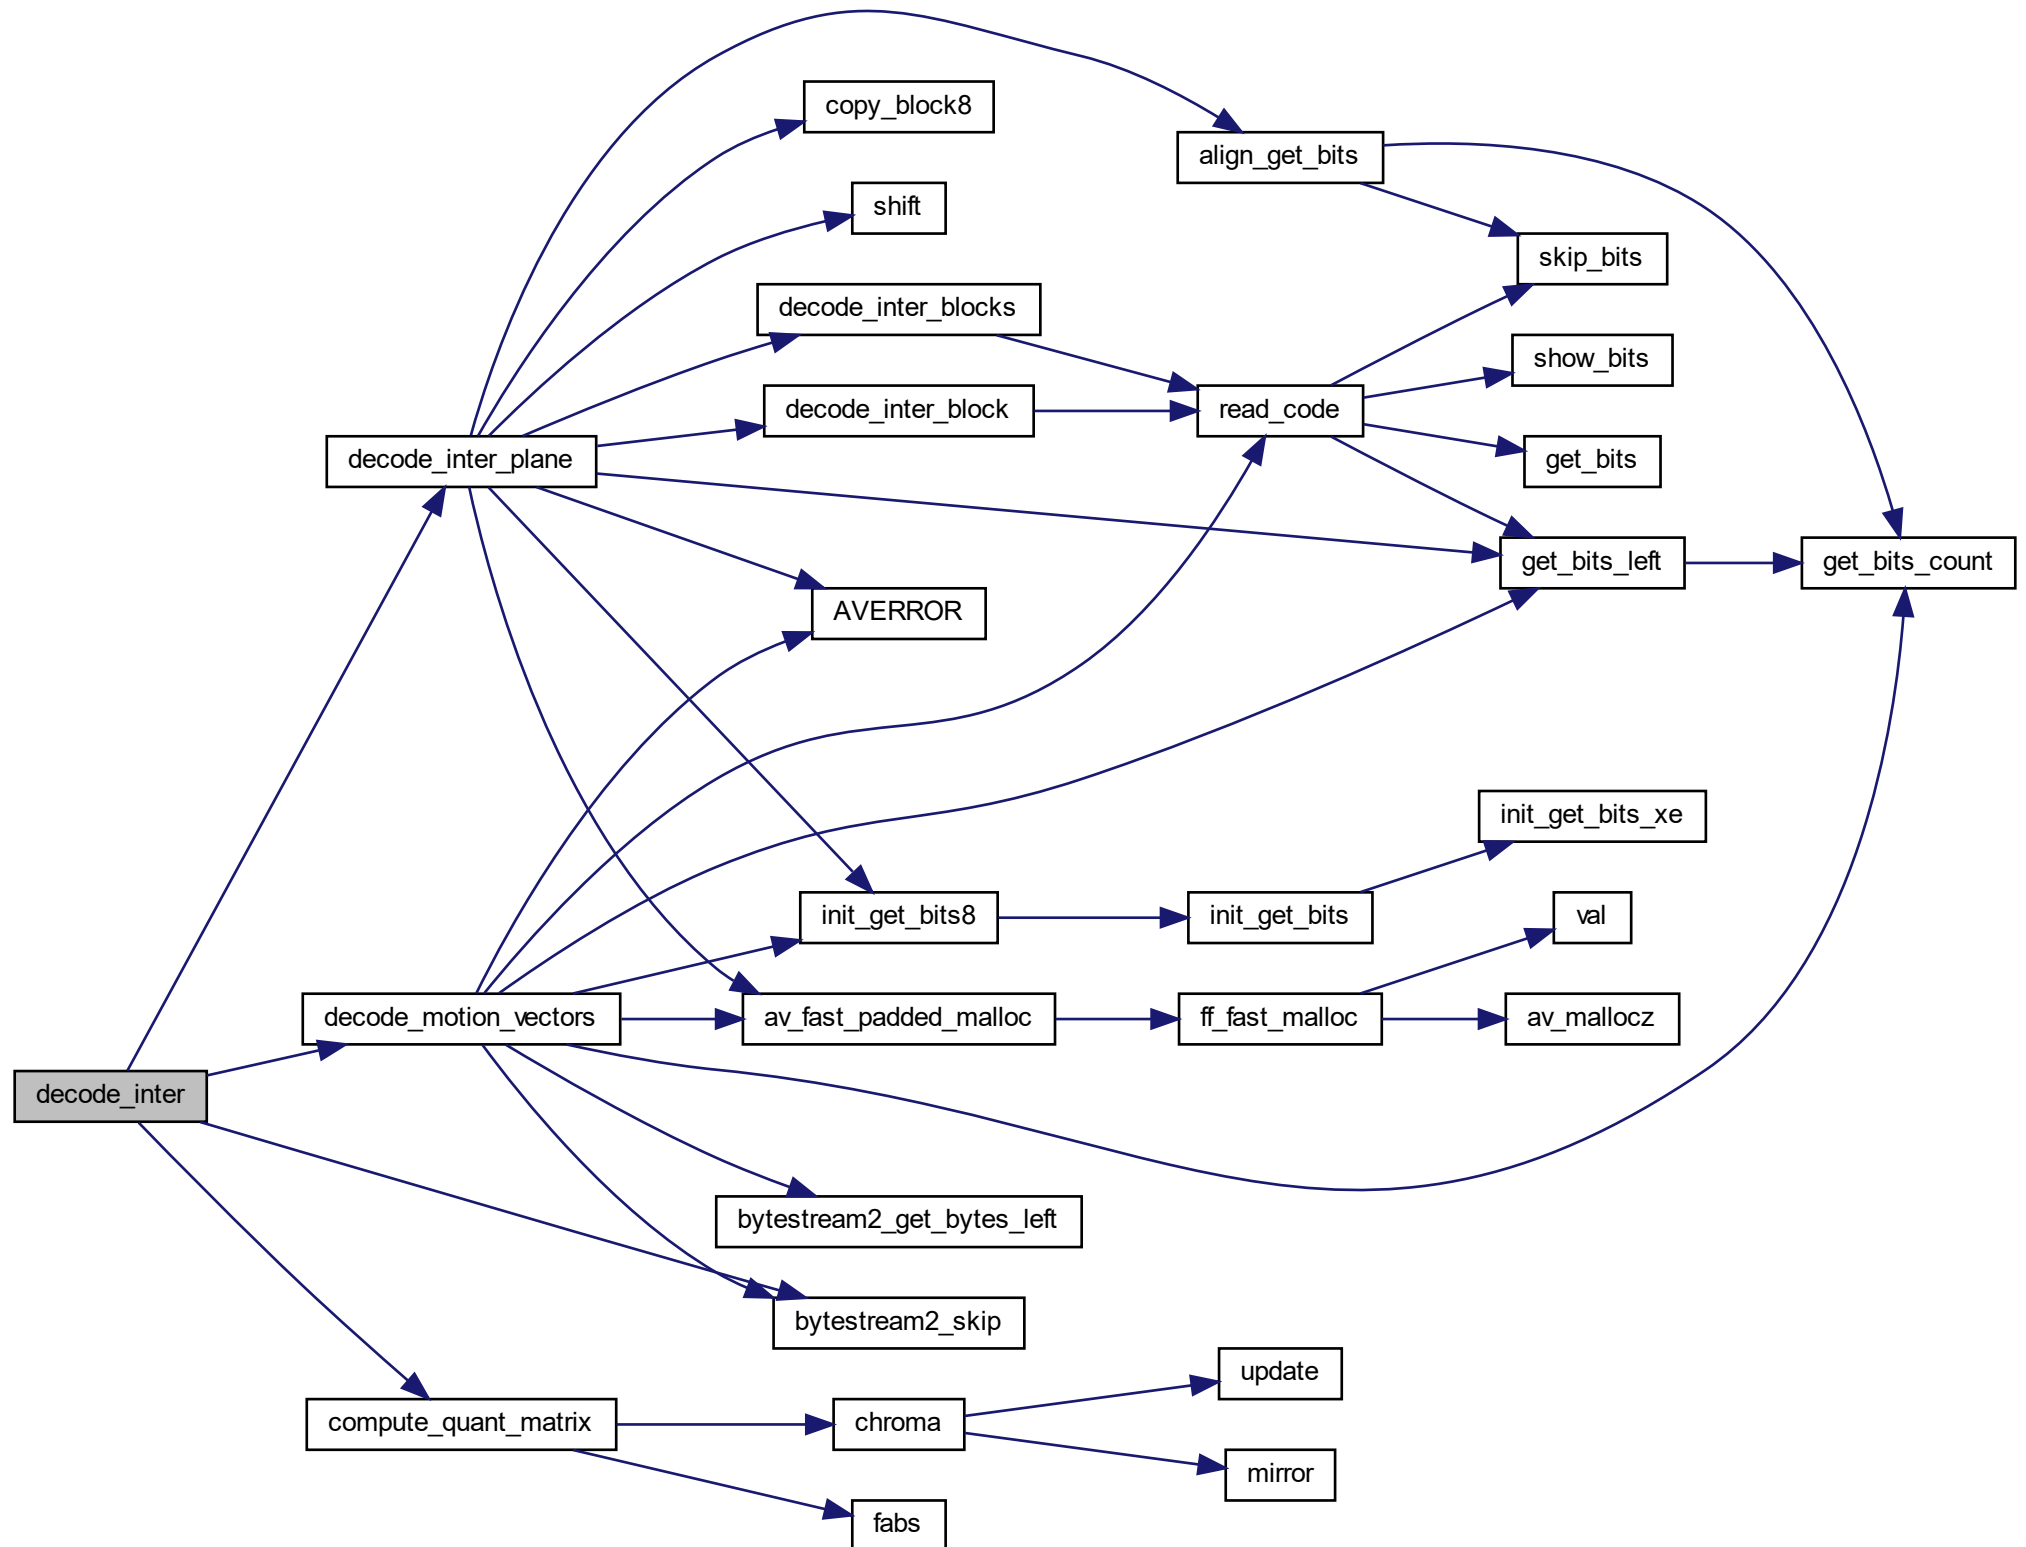 copy_block8
align_get_bits
shift
skip_bits
decode_inter_blocks
show_bits
decode_inter_block
read_code
decode_inter_plane
get_bits
get_bits_left
get_bits_count
AVERROR
init_get_bits_xe
init_get_bits8
init_get_bits
val
decode_motion_vectors
av_fast_padded_malloc
ff_fast_malloc
av_mallocz
decode_inter
bytestream2_get_bytes_left
bytestream2_skip
update
compute_quant_matrix
chroma
mirror
fabs